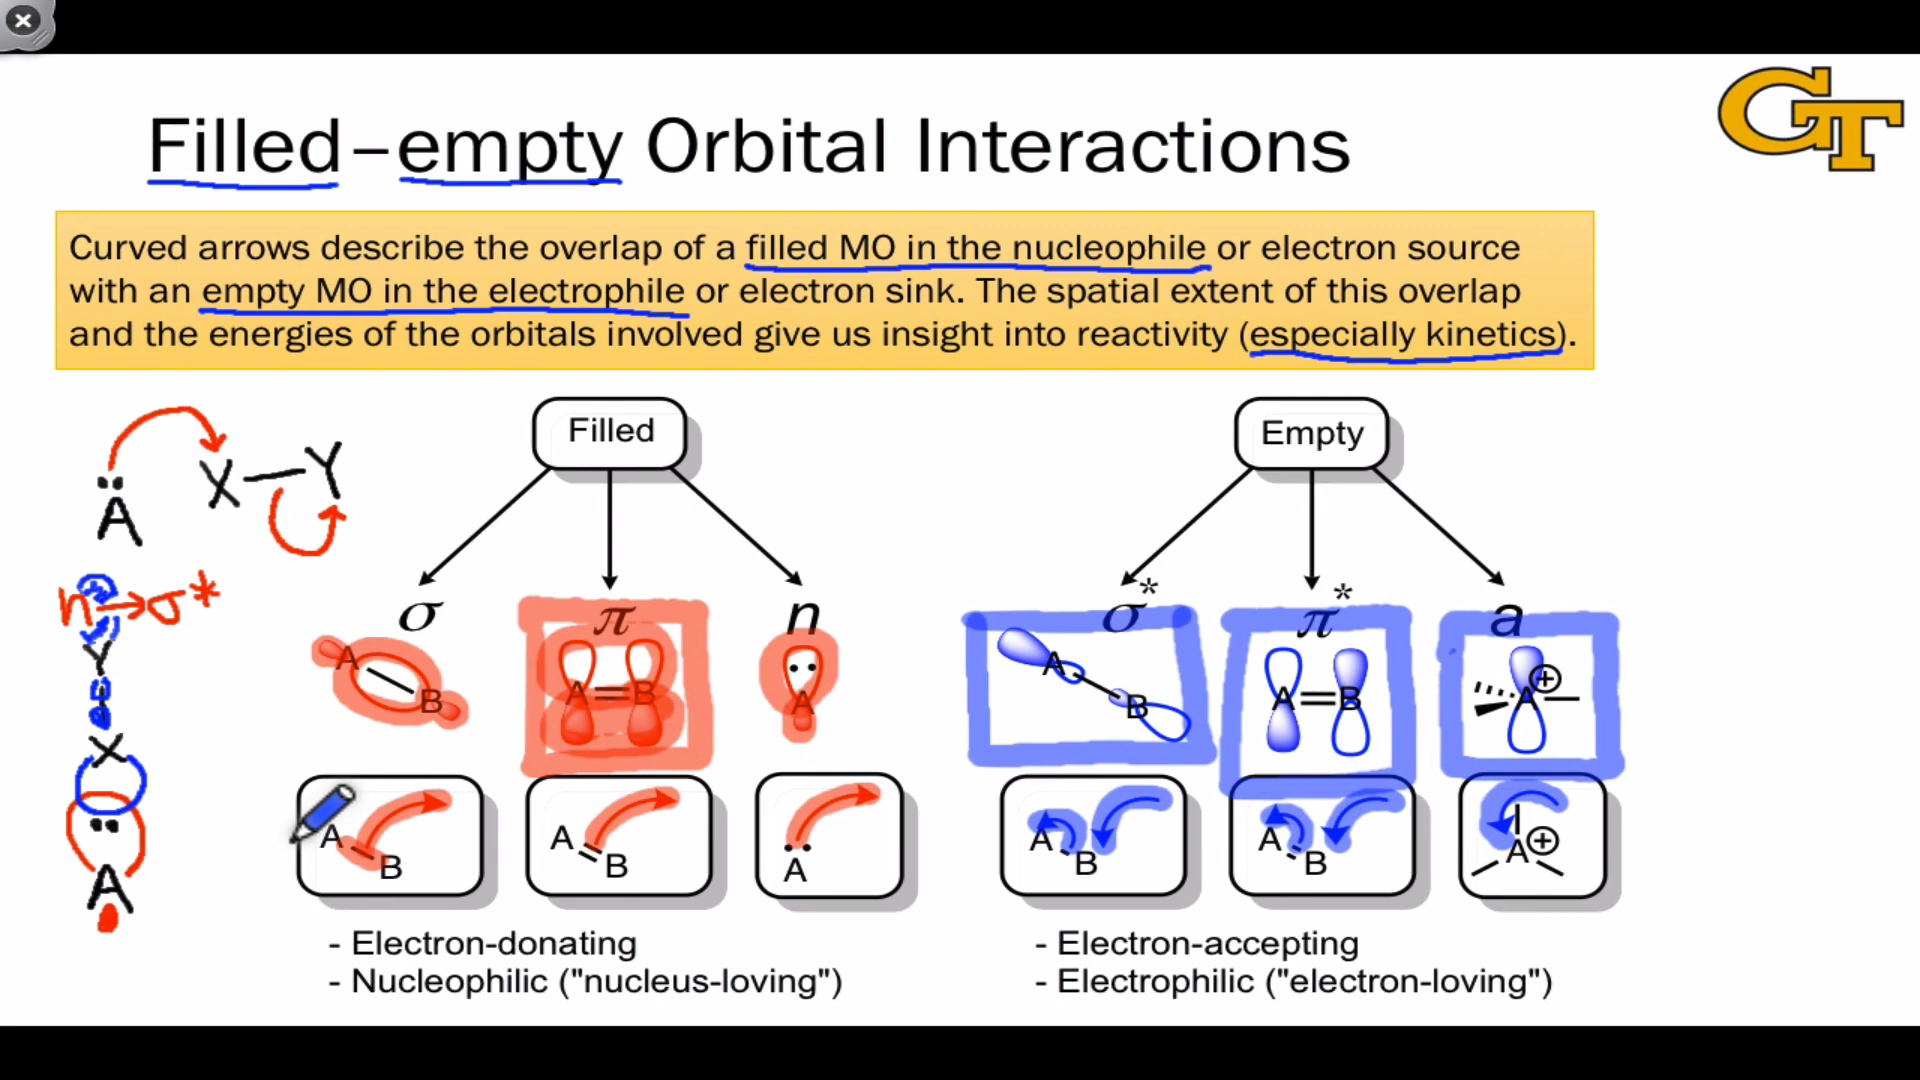 GT
Filled–empty Orbital Interactions
Curved arrows describe the overlap of a filled MO in the nucleophile or electron source
with an empty MO in the electrophile or electron sink. The spatial extent of this overlap
and the energies of the orbitals involved give us insight into reactivity (especially kinetics).
Filled
Empty
A X—Y
n→σ*
Y
X
A
σ π n
σ* π* a
A B
A=B
A
A B
A=B
A⊕
A B
A B
A
A B
A B
A⊕
- Electron-donating
- Nucleophilic ("nucleus-loving")
- Electron-accepting
- Electrophilic ("electron-loving")